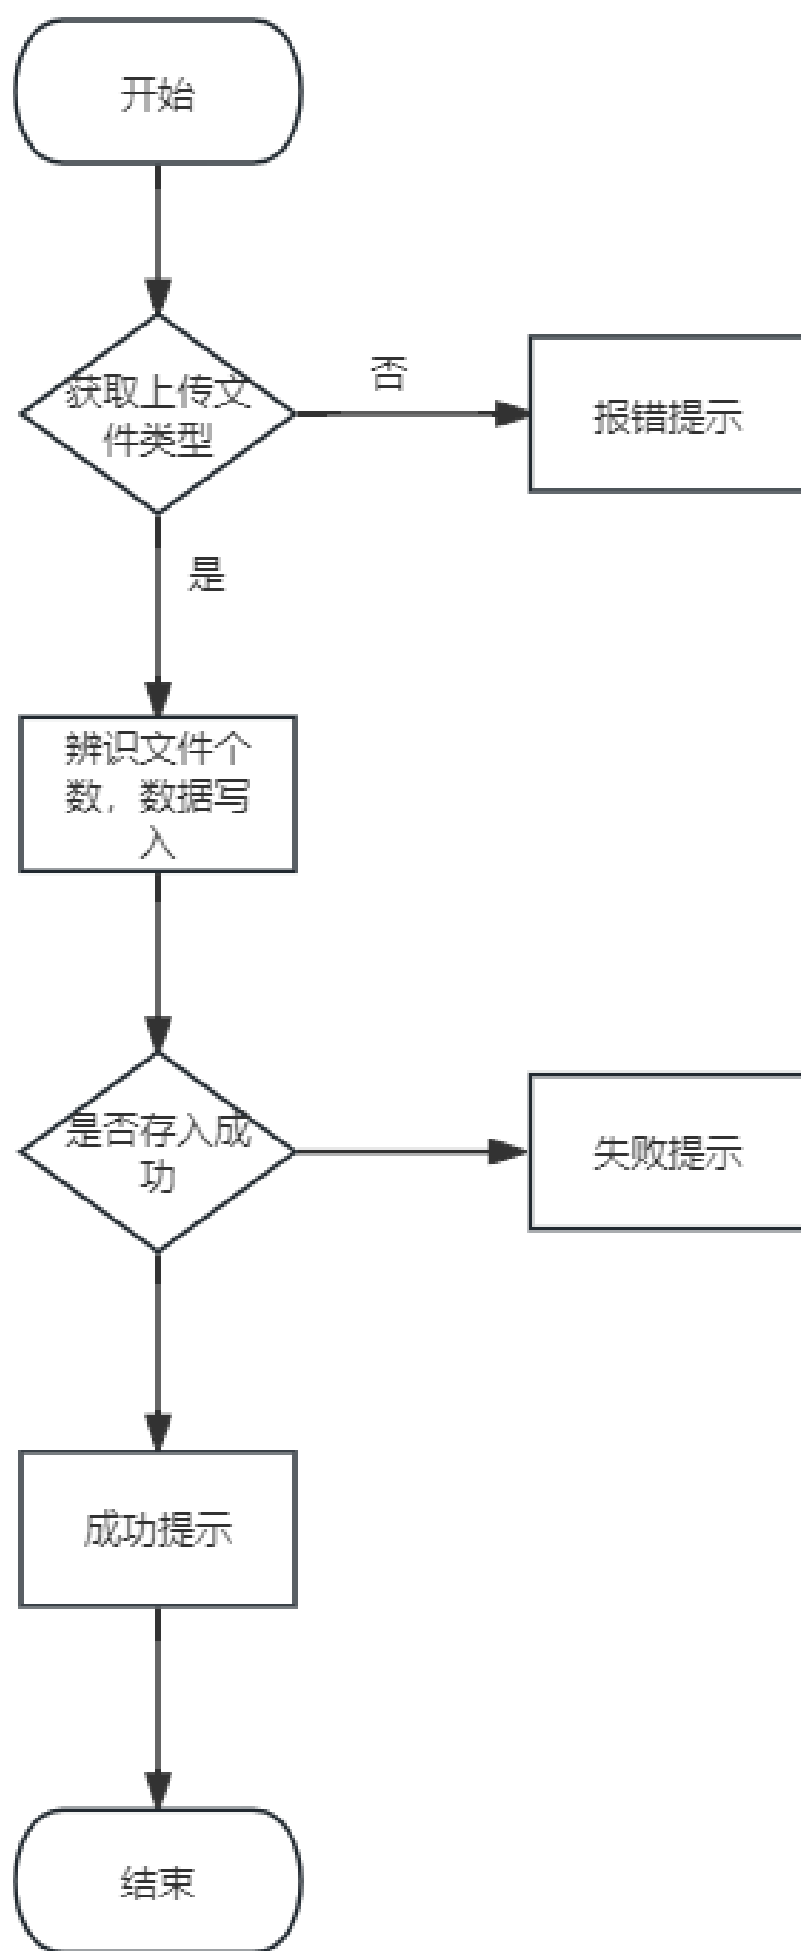 开始
获取上传文
件类型
否
报错提示
是
辨识文件个
数，数据写
入
是否存入成
功
失败提示
成功提示
结束